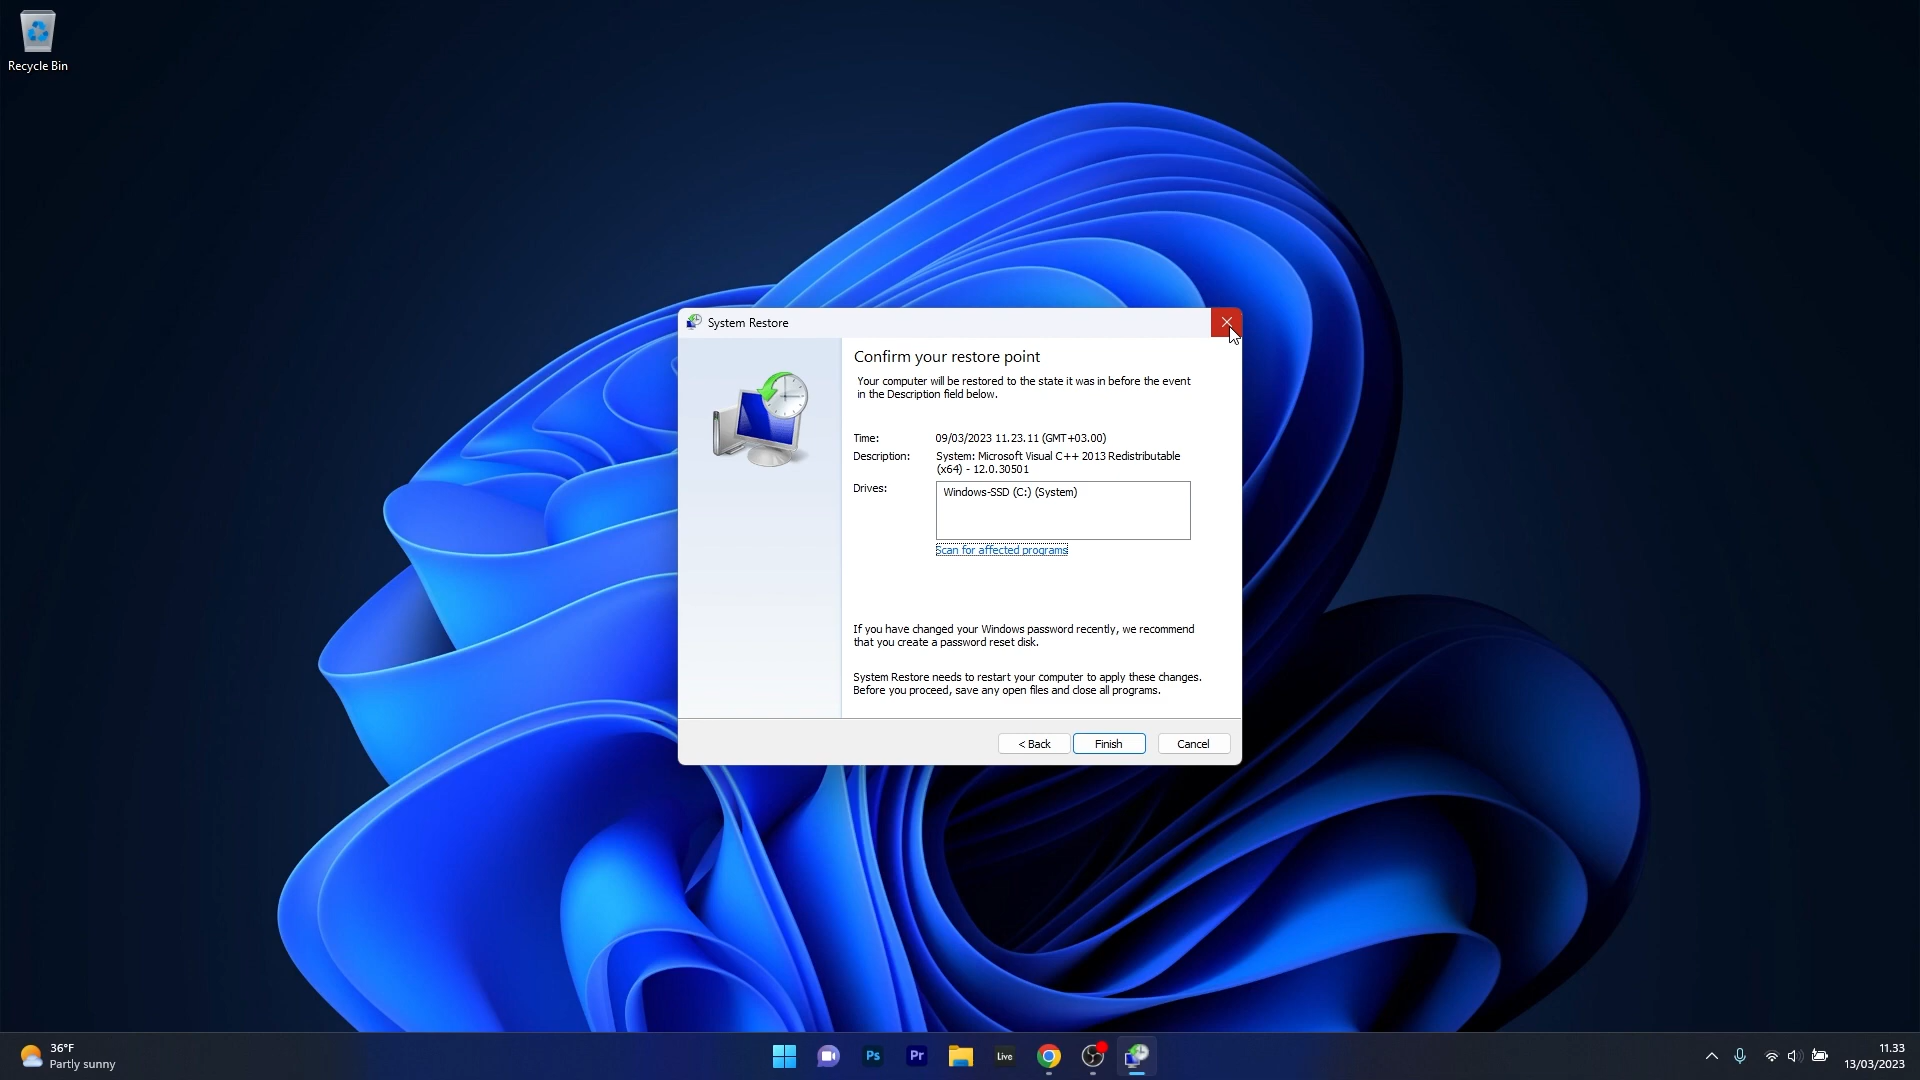 Recycle Bin
System Restore
Confirm your restore point
Your computer will be restored to the state it was in before the event
in the Description field below.
Time: 09/03/2023 11.23.11 (GMT+03.00)
Description: System: Microsoft Visual C++ 2013 Redistributable
(x64) - 12.0.30501
Drives:
Windows-SSD (C:) (System)
Scan for affected programs
If you have changed your Windows password recently, we recommend
that you create a password reset disk.
System Restore needs to restart your computer to apply these changes.
Before you proceed, save any open files and close all programs.
< Back Finish Cancel
36°F
Partly sunny
Ps Pr Live
11.33
13/03/2023